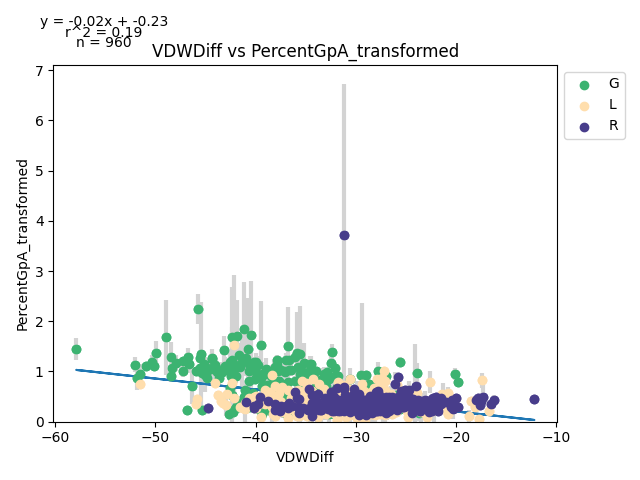 y = -0.02x + -0.23
r^2 = 0.19
n = 960
VDWDiff vs PercentGpA_transformed
7
6
5
4
3
2
1
0
PercentGpA_transformed
−60
−50
−40
−30
−20
−10
VDWDiff
G
L
R